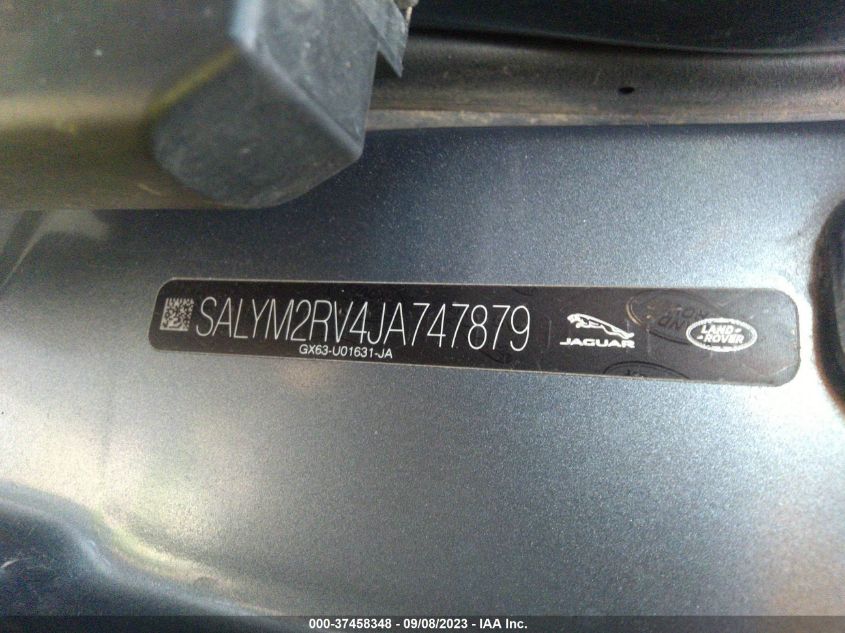 SALYM2RV4JA747879
GX63-U01631-JA
JAGUAR
LAND-
-ROVER
000-37458348 - 09/08/2023 - IAA Inc.